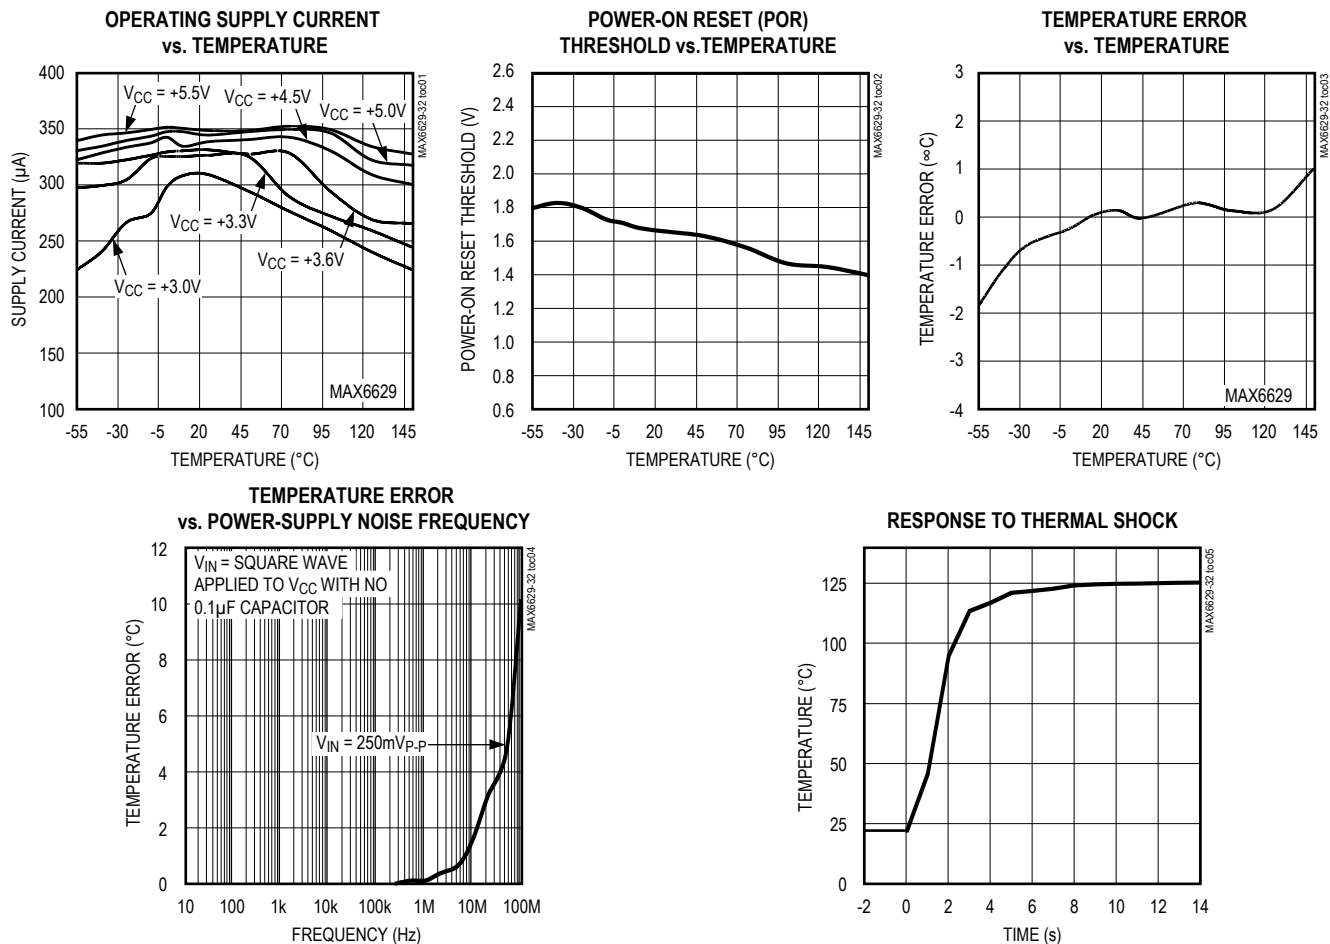 OPERATING SUPPLY CURRENT
vs. TEMPERATURE
400
350
300
250
200
150
100
SUPPLY CURRENT (µA)
VCC = +5.5V
VCC = +4.5V
VCC = +5.0V
VCC = +3.3V
VCC = +3.6V
VCC = +3.0V
MAX6629
MAX6629-32 toc01
-55 -30 -5 20 45 70 95 120 145
TEMPERATURE (°C)
POWER-ON RESET (POR)
THRESHOLD vs.TEMPERATURE
2.6
2.4
2.2
2.0
1.8
1.6
1.4
1.2
1.0
0.8
0.6
POWER-ON RESET THRESHOLD (V)
MAX6629-32 toc02
-55 -30 -5 20 45 70 95 120 145
TEMPERATURE (°C)
TEMPERATURE ERROR
vs. TEMPERATURE
3
2
1
0
-1
-2
-3
-4
TEMPERATURE ERROR (∞C)
MAX6629
MAX6629-32 toc03
-55 -30 -5 20 45 70 95 120 145
TEMPERATURE (°C)
TEMPERATURE ERROR
vs. POWER-SUPPLY NOISE FREQUENCY
12
10
8
6
4
2
0
TEMPERATURE ERROR (°C)
VIN = SQUARE WAVE
APPLIED TO VCC WITH NO
0.1µF CAPACITOR
VIN = 250mVP-P
MAX6629-32 toc04
10 100 1k 10k 100k 1M 10M 100M
FREQUENCY (Hz)
RESPONSE TO THERMAL SHOCK
125
100
75
50
25
0
TEMPERATURE (°C)
MAX6629-32 toc05
-2 0 2 4 6 8 10 12 14
TIME (s)